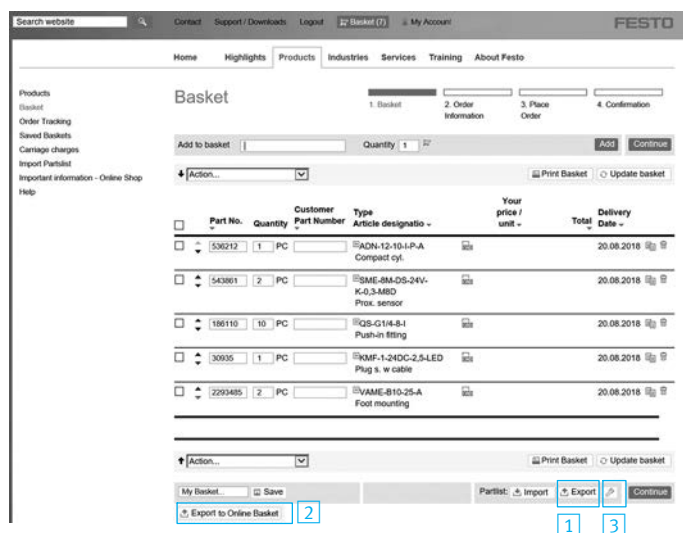 Search website
Contact Support / Downloads Logout Basket (7) My Account
FESTO
Home Highlights Products Industries Services Training About Festo
Products
Basket
Order Tracking
Saved Baskets
Carriage charges
Import Partslist
Important information - Online Shop
Help
Basket
1. Basket
2. Order Information
3. Place Order
4. Confirmation
Add to basket Quantity 1 Add Continue
Action... Print Basket Update basket
Part No. Quantity Customer Part Number Type Article designatio Your price / unit Total Delivery Date
536212 1 PC ADN-12-10-I-P-A 20.08.2018
Compact cyl.
543861 2 PC SME-8M-DS-24V- 20.08.2018
K-0,3-M8D
Prox. sensor
186110 10 PC QS-G1/4-8-I 20.08.2018
Push-in fitting
30935 1 PC KMF-1-24DC-2,5-LED 20.08.2018
Plug s. w cable
2293485 2 PC VAME-B10-25-A 20.08.2018
Foot mounting
Action... Print Basket Update basket
My Basket... Save Partlist: Import Export Continue
Export to Online Basket 2
1 3